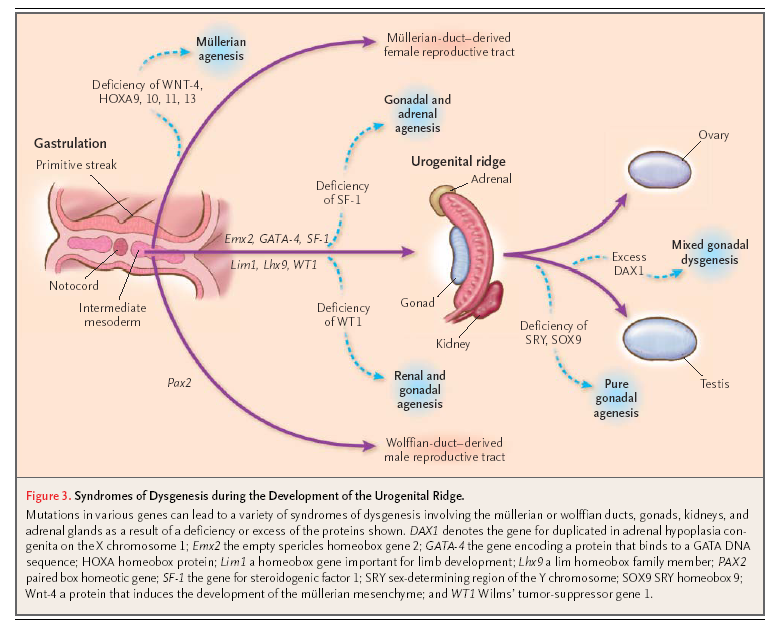 Müllerian
agenesis
Müllerian-duct–derived
female reproductive tract
Deficiency of WNT-4,
HOXA9, 10, 11, 13
Gonadal and
adrenal
agenesis
Gastrulation
Primitive streak
Ovary
Urogenital ridge
Adrenal
Deficiency
of SF-1
Emx2, GATA-4, SF-1
Lim1, Lhx9, WT1
Mixed gonadal
dysgenesis
Excess
DAX1
Notocord
Intermediate
mesoderm
Gonad
Kidney
Deficiency
of WT1
Deficiency of
SRY, SOX9
Pax2
Renal and
gonadal
agenesis
Pure
gonadal
agenesis
Testis
Wolffian-duct–derived
male reproductive tract
Figure 3. Syndromes of Dysgenesis during the Development of the Urogenital Ridge.
Mutations in various genes can lead to a variety of syndromes of dysgenesis involving the müllerian or wolffian ducts, gonads, kidneys, and
adrenal glands as a result of a deficiency or excess of the proteins shown. DAX1 denotes the gene for duplicated in adrenal hypoplasia con-
genita on the X chromosome 1; Emx2 the empty spericles homeobox gene 2; GATA-4 the gene encoding a protein that binds to a GATA DNA
sequence; HOXA homeobox protein; Lim1 a homeobox gene important for limb development; Lhx9 a lim homeobox family member; PAX2
paired box homeotic gene; SF-1 the gene for steroidogenic factor 1; SRY sex-determining region of the Y chromosome; SOX9 SRY homeobox 9;
Wnt-4 a protein that induces the development of the müllerian mesenchyme; and WT1 Wilms' tumor-suppressor gene 1.